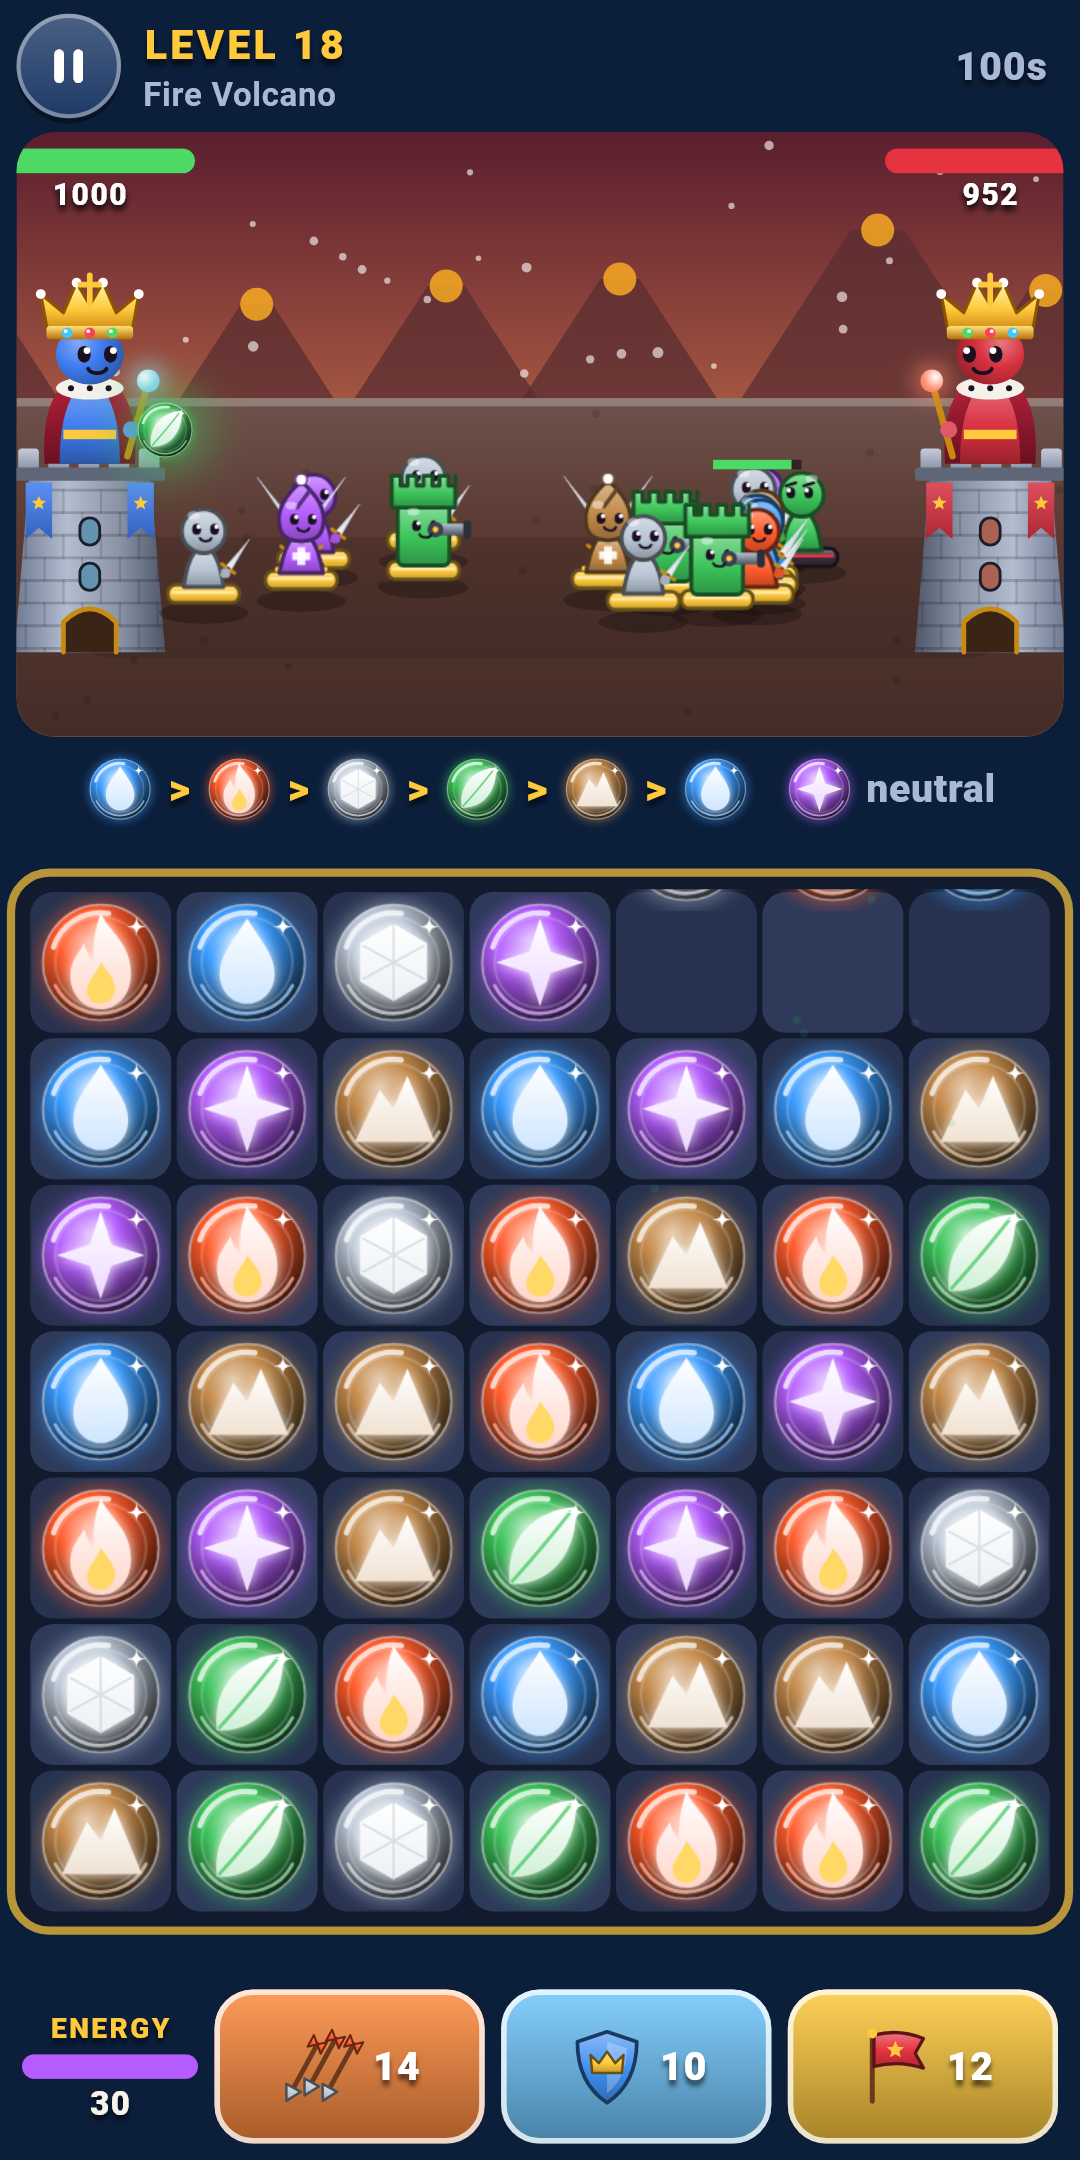 LEVEL 18
Fire Volcano
100s
1000
952
> > > > > neutral
ENERGY
30
14
10
12